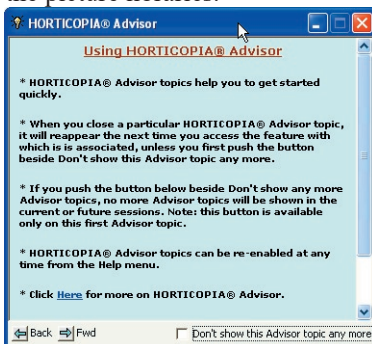 HORTICOPIA® Advisor
Using HORTICOPIA® Advisor
* HORTICOPIA® Advisor topics help you to get started
quickly.
* When you close a particular HORTICOPIA® Advisor topic,
it will reappear the next time you access the feature with
which is is associated, unless you first push the button
beside Don't show this Advisor topic any more.
* If you push the button below beside Don't show any more
Advisor topics, no more Advisor topics will be shown in the
current or future sessions. Note: this button is available
only on this first Advisor topic.
* HORTICOPIA® Advisor topics can be re-enabled at any
time from the Help menu.
* Click Here for more on HORTICOPIA® Advisor.
Back Fwd Don't show this Advisor topic any more